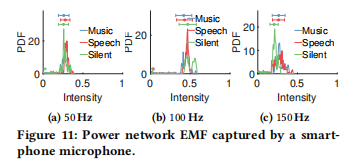 Music
Speech
Silent
PDF
20
0
0
0.5
1
Intensity
(a) 50 Hz
Music
Speech
Silent
PDF
20
0
0
0.5
1
Intensity
(b) 100 Hz
Music
Speech
Silent
PDF
20
0
0
0.5
1
Intensity
(c) 150 Hz
Figure 11: Power network EMF captured by a smart-
phone microphone.